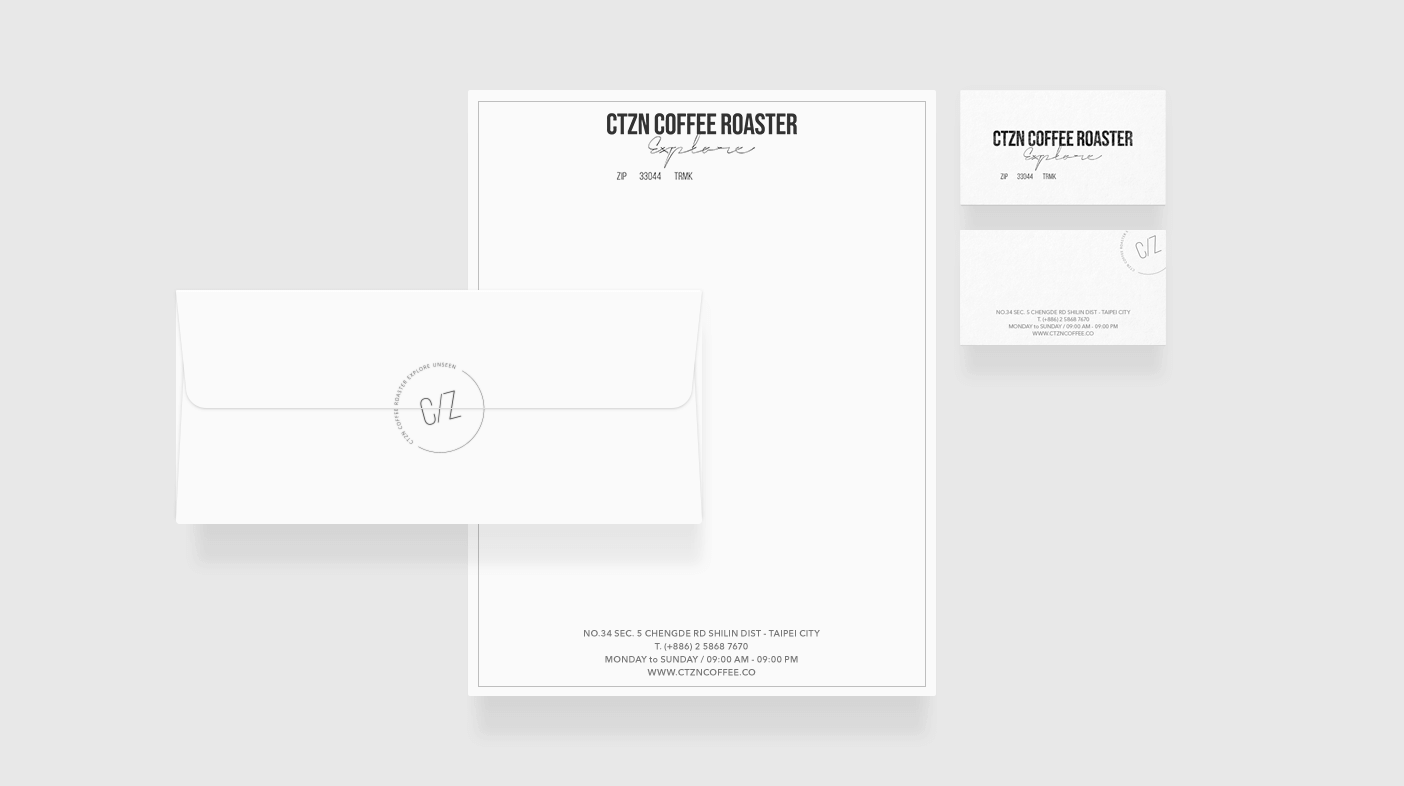 CTZN COFFEE ROASTER
Explore
ZIP 33044 TRMK
CTZN COFFEE ROASTER
Explore
ZIP 33044 TRMK
C/Z
NO.34 SEC. 5 CHENGDE RD SHILIN DIST - TAIPEI CITY
T. (+886) 2 5868 7670
MONDAY to SUNDAY / 09:00 AM - 09:00 PM
WWW.CTZNCOFFEE.CO
CTZN COFFEE ROASTER EXPLORE UNSEEN
C/Z
NO.34 SEC. 5 CHENGDE RD SHILIN DIST - TAIPEI CITY
T. (+886) 2 5868 7670
MONDAY to SUNDAY / 09:00 AM - 09:00 PM
WWW.CTZNCOFFEE.CO